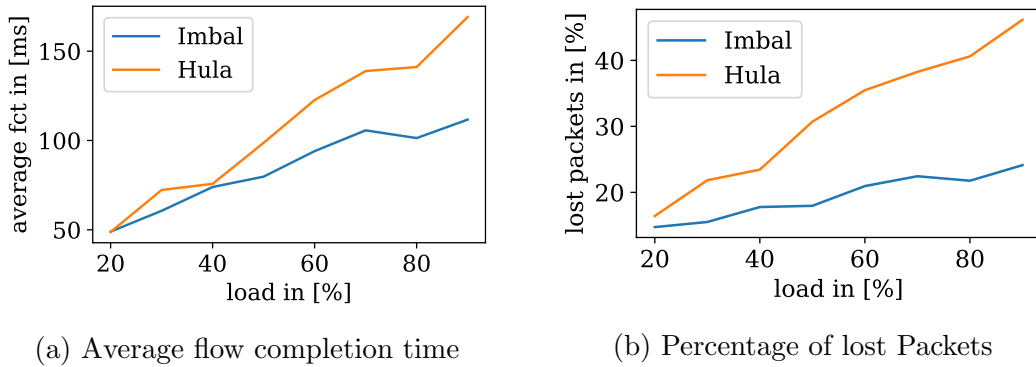 average fct in [ms]
150
100
50
Imbal
Hula
20
40
60
80
load in [%]
(a) Average flow completion time
lost packets in [%]
40
30
20
Imbal
Hula
20
40
60
80
load in [%]
(b) Percentage of lost Packets